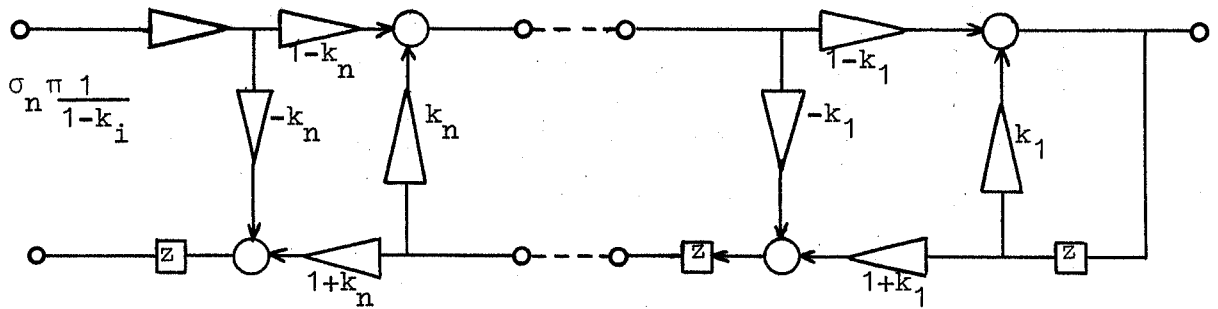 1-k_n
1-k_1
σ_n π 1/(1-k_i)
-k_n
k_n
-k_1
k_1
z
z
z
1+k_n
1+k_1